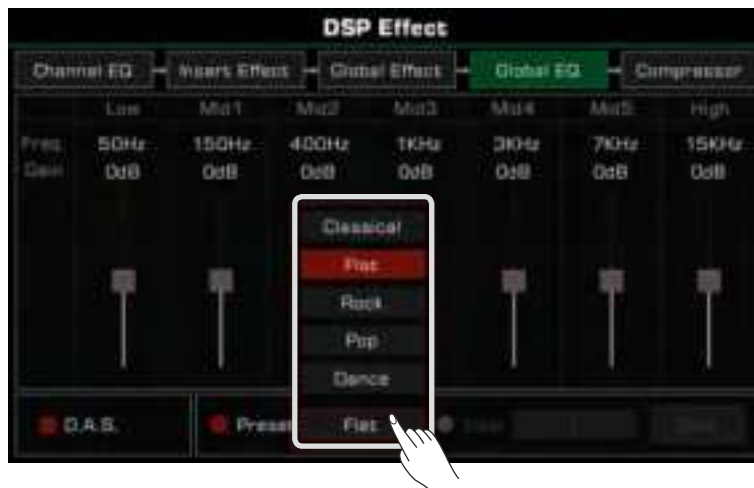 DSP Effect
Channel EQ Insert Effect Global Effect Global EQ Compressor
Low Mid1 Mid2 Mid3 Mid4 Mid5 High
Freq 50Hz 150Hz 400Hz 1KHz 3KHz 7KHz 15KHz
Gain 0dB 0dB 0dB 0dB 0dB 0dB 0dB
Classical
Flat
Rock
Pop
Dance
D.A.S. Preset Flat